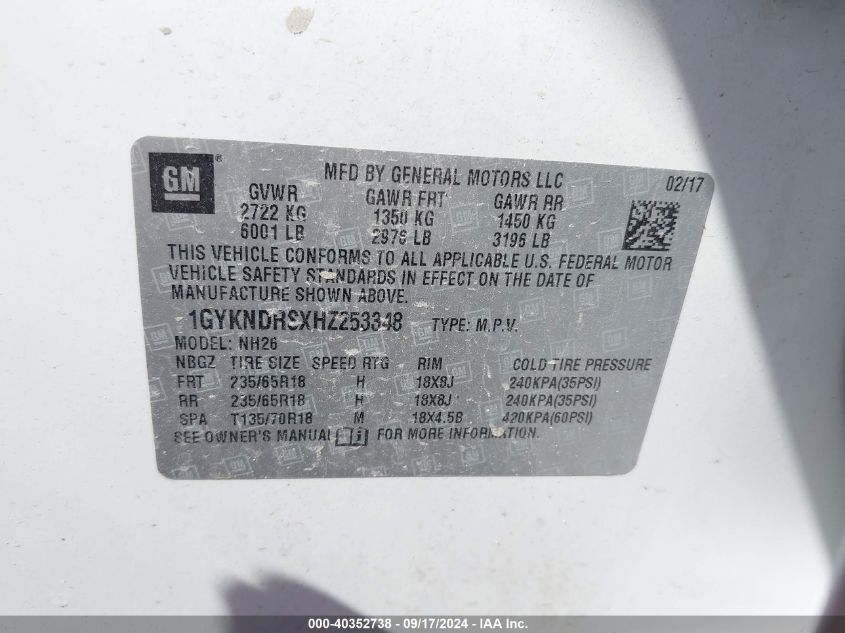 GM ®
MFD BY GENERAL MOTORS LLC 02/17
GVWR GAWR FRT GAWR RR
2722 KG 1350 KG 1450 KG
6001 LB 2976 LB 3196 LB
THIS VEHICLE CONFORMS TO ALL APPLICABLE U.S. FEDERAL MOTOR
VEHICLE SAFETY STANDARDS IN EFFECT ON THE DATE OF
MANUFACTURE SHOWN ABOVE.
1GYKNDRSXHZ253348 TYPE: M.P.V.
MODEL: NH26
NBGZ TIRE SIZE SPEED RTG RIM COLD TIRE PRESSURE
FRT 235/65R18 H 18X8J 240KPA(35PSI)
RR 235/65R18 H 18X8J 240KPA(35PSI)
SPA T135/70R18 M 18X4.5B 420KPA(60PSI)
SEE OWNER'S MANUAL FOR MORE INFORMATION.
000-40352738 - 09/17/2024 - IAA Inc.